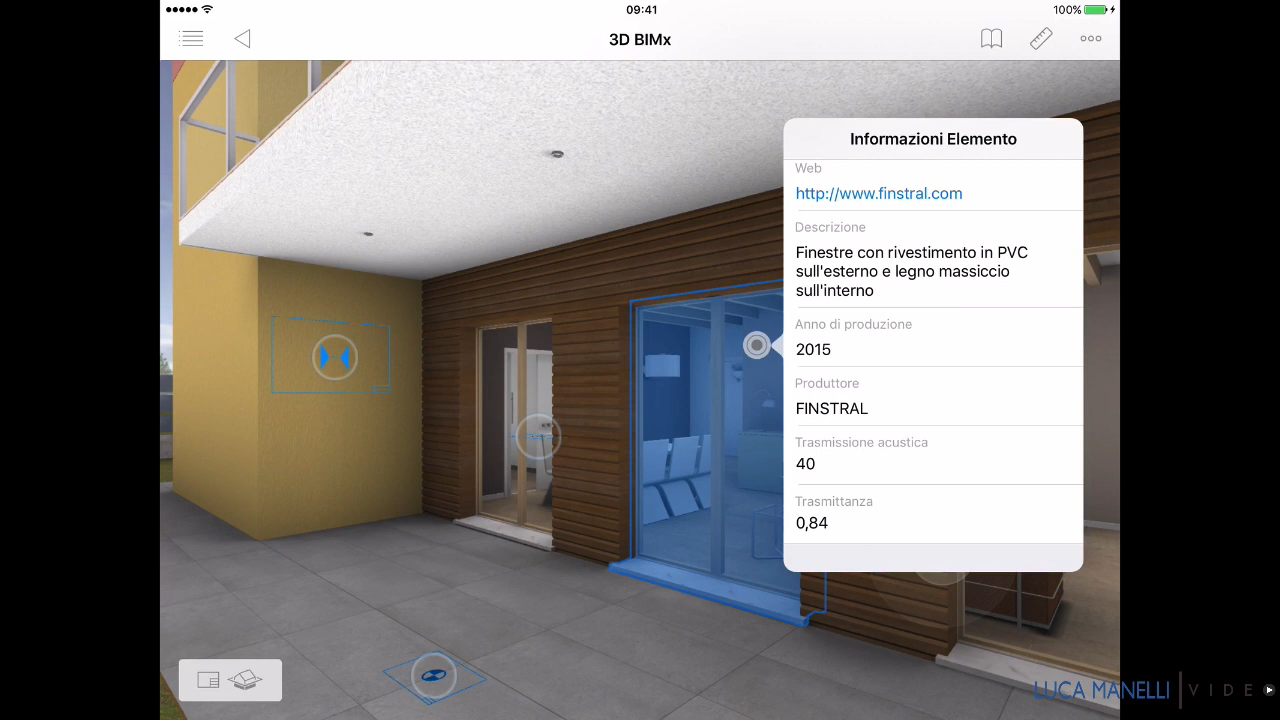 09:41
100%
3D BIMx
Informazioni Elemento
Web
http://www.finstral.com
Descrizione
Finestre con rivestimento in PVC
sull'esterno e legno massiccio
sull'interno
Anno di produzione
2015
Produttore
FINSTRAL
Trasmissione acustica
40
Trasmittanza
0,84
LUCA MANELLI VIDEO